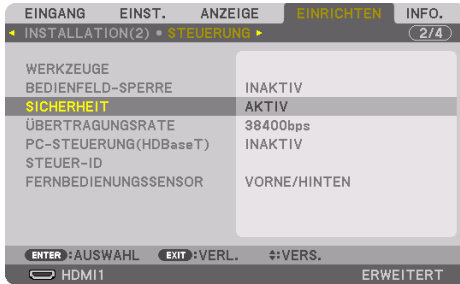 EINGANG EINST. ANZEIGE EINRICHTEN INFO.
INSTALLATION(2) • STEUERUNG 2/4
WERKZEUGE
BEDIENFELD-SPERRE INAKTIV
SICHERHEIT AKTIV
ÜBERTRAGUNGSRATE 38400bps
PC-STEUERUNG(HDBaseT) INAKTIV
STEUER-ID
FERNBEDIENUNGSSENSOR VORNE/HINTEN
ENTER:AUSWAHL EXIT:VERL. :VERS.
HDMI1 ERWEITERT